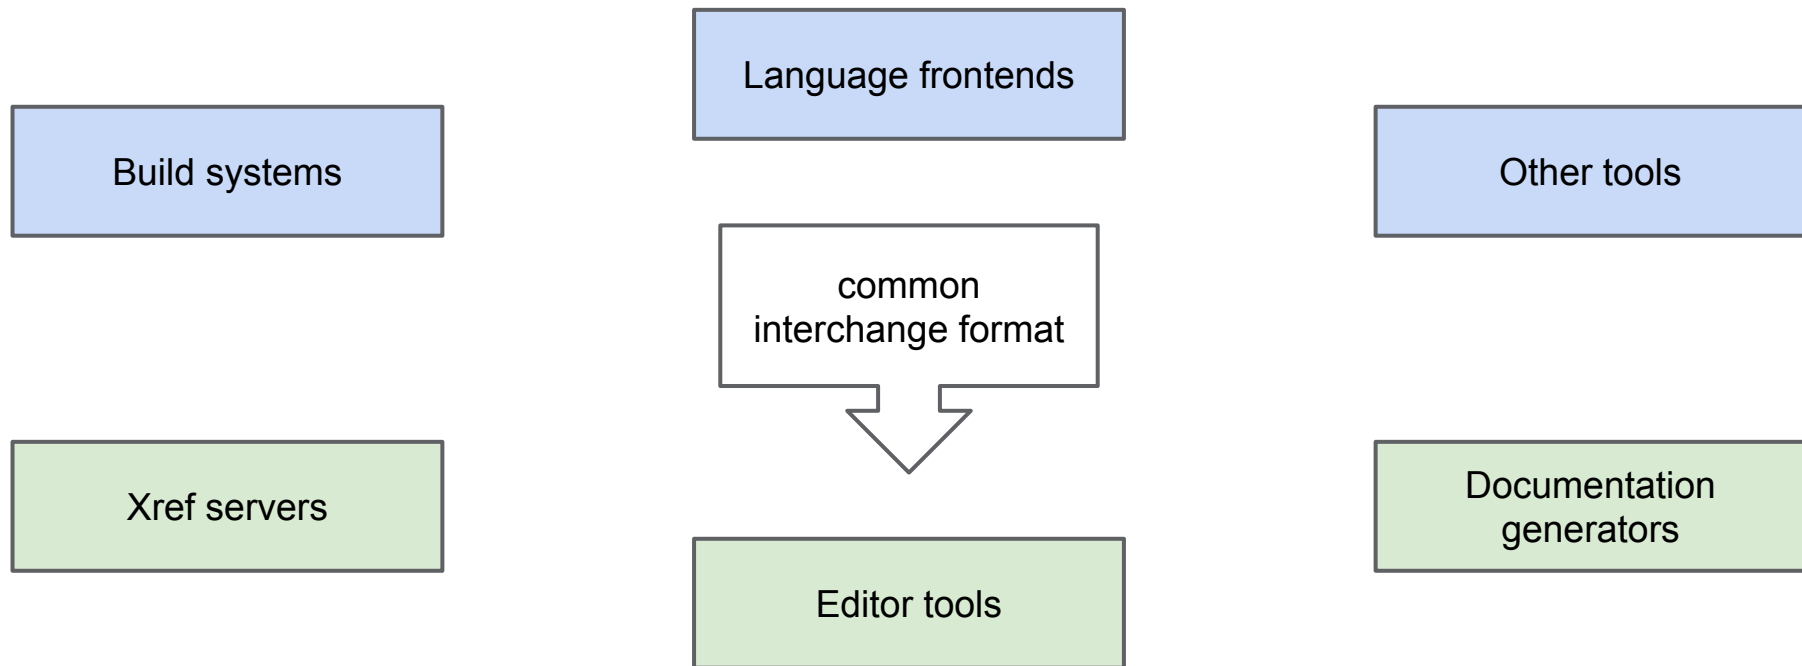 Language frontends
Build systems
Other tools
common
interchange format
Xref servers
Documentation
generators
Editor tools